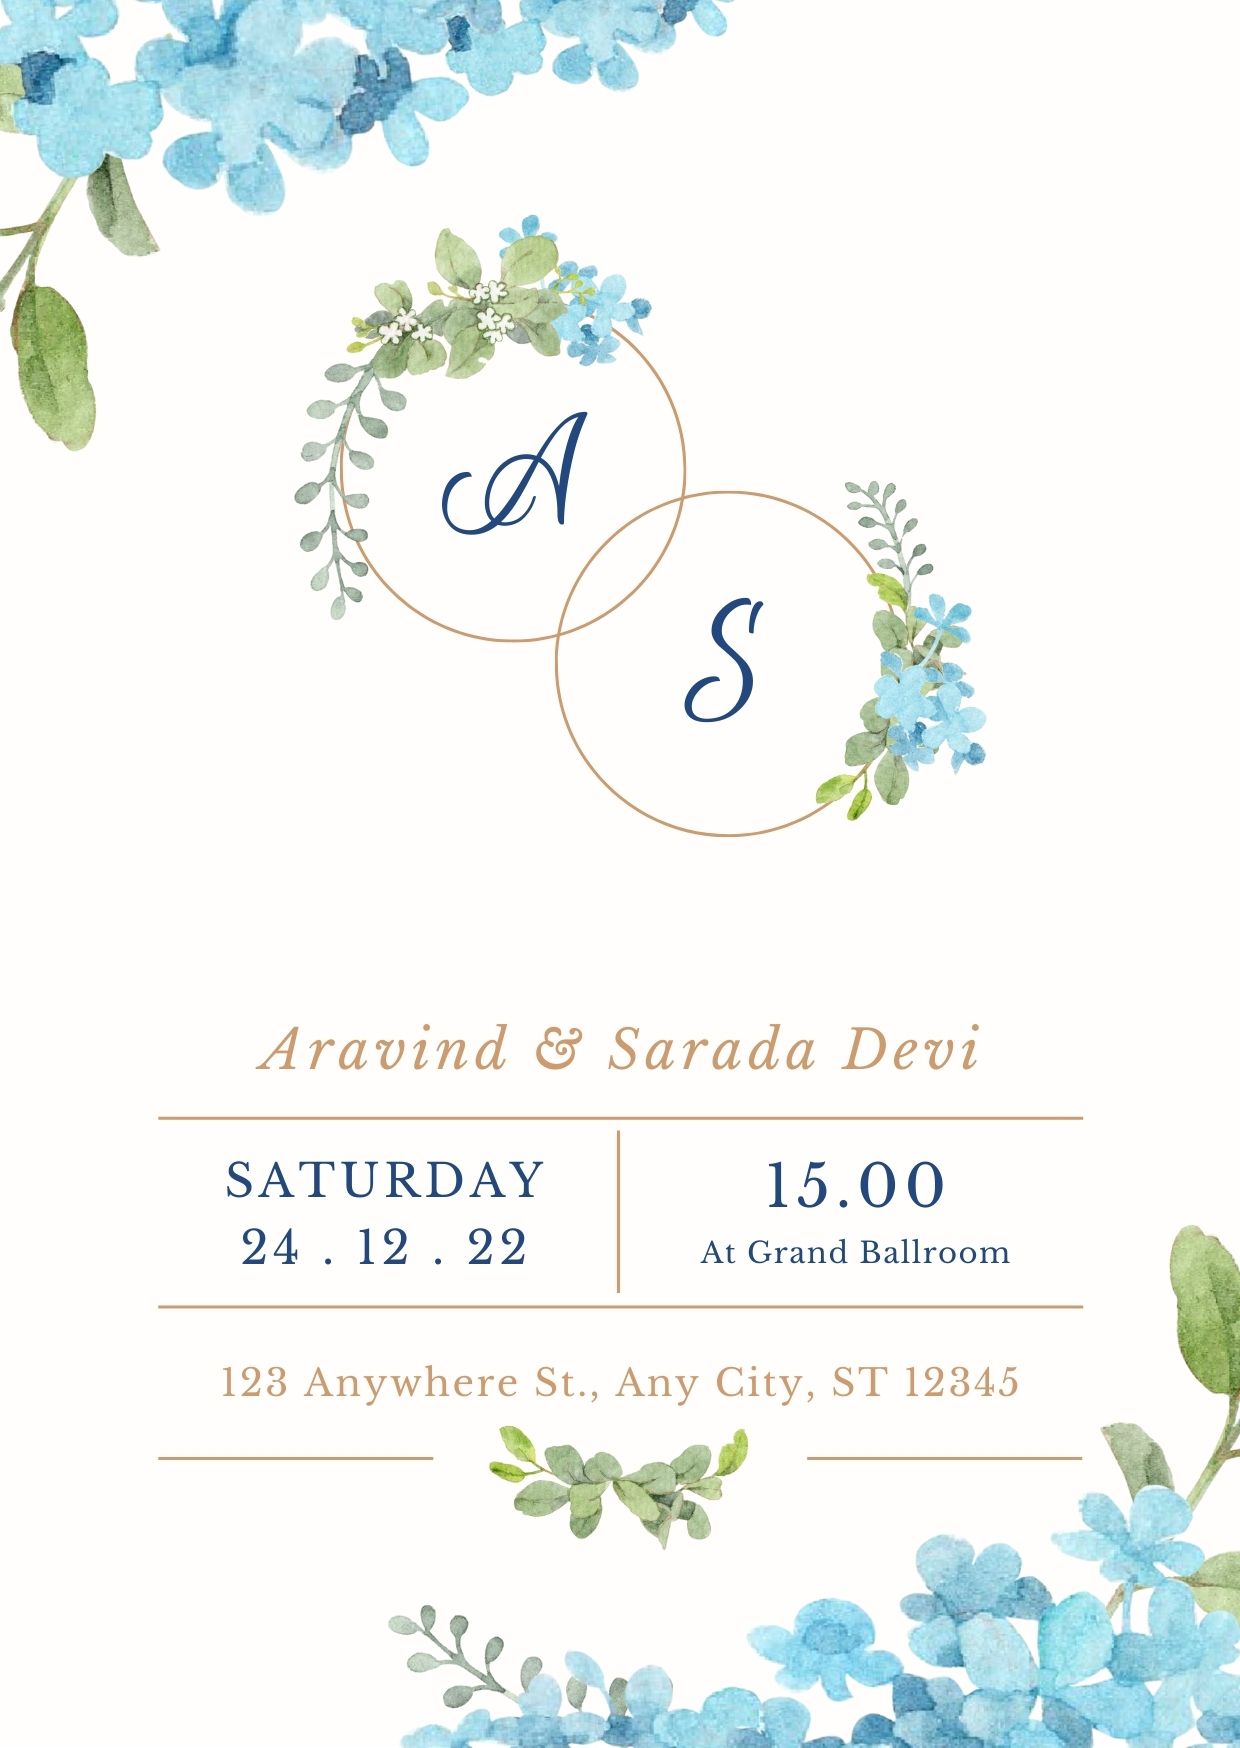 A
S
Aravind & Sarada Devi
SATURDAY
24 . 12 . 22
15.00
At Grand Ballroom
123 Anywhere St., Any City, ST 12345